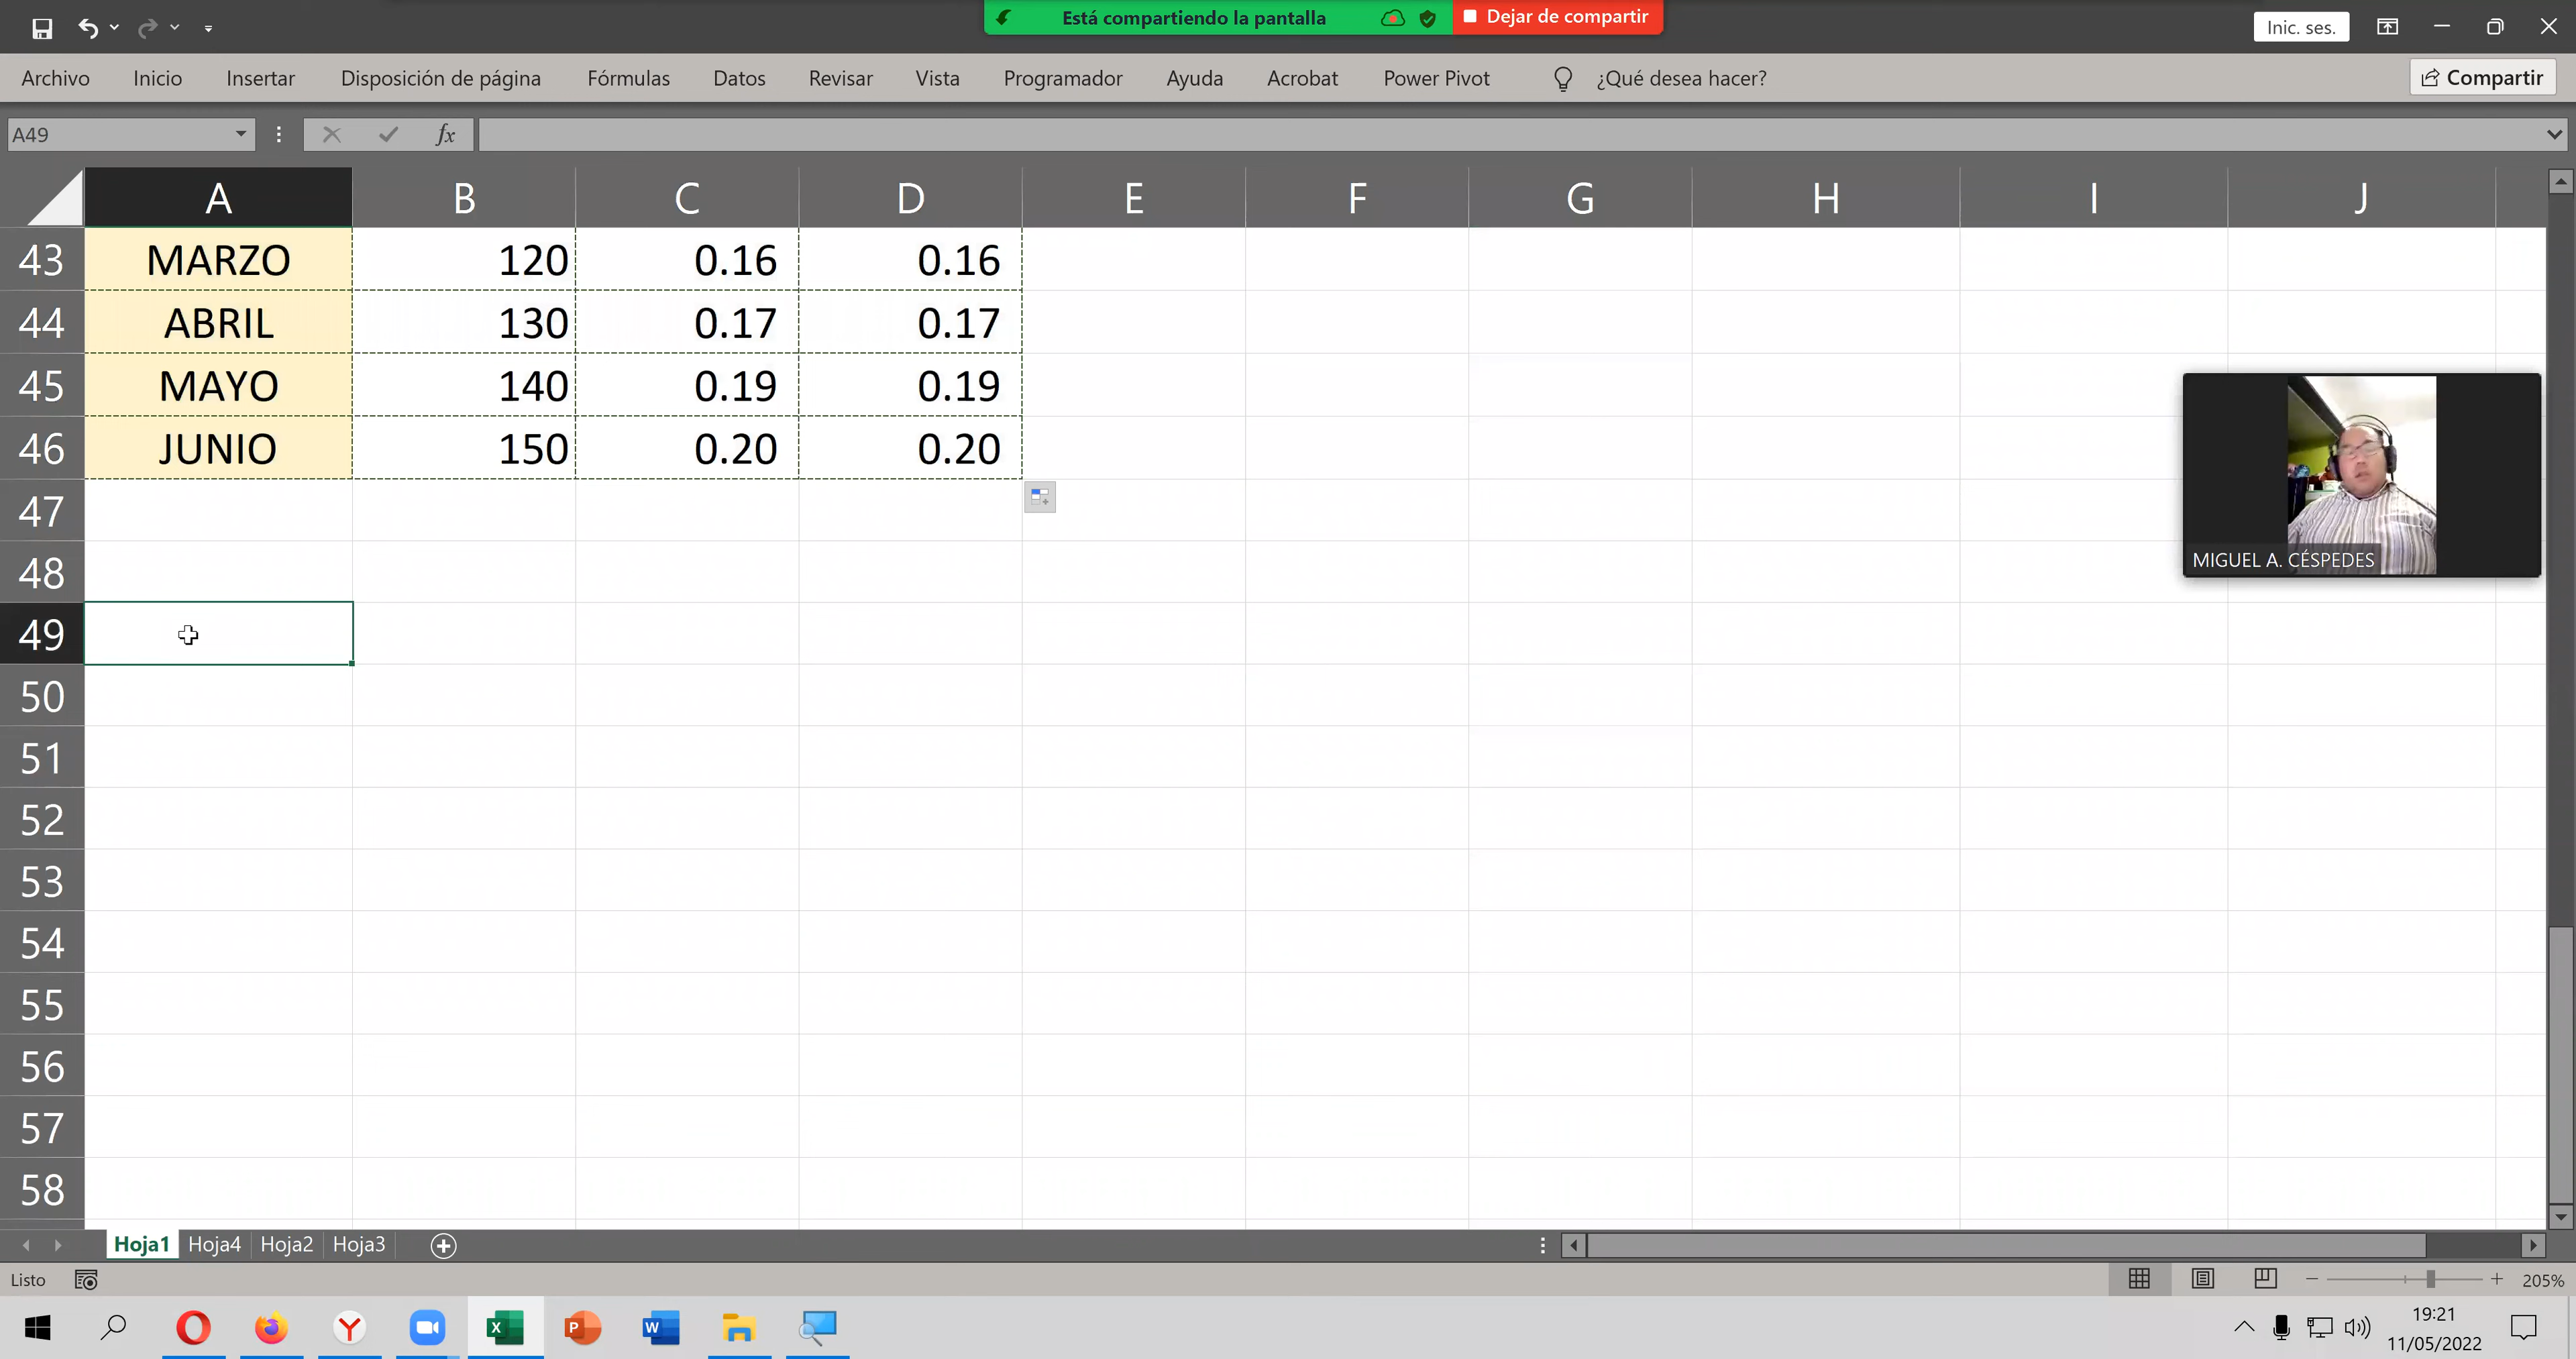 Está compartiendo la pantalla
Dejar de compartir
Inic. ses.
Archivo Inicio Insertar Disposición de página Fórmulas Datos Revisar Vista Programador Ayuda Acrobat Power Pivot ¿Qué desea hacer? Compartir
A49 fx
A B C D E F G H I J
43 MARZO 120 0.16 0.16
44 ABRIL 130 0.17 0.17
45 MAYO 140 0.19 0.19
46 JUNIO 150 0.20 0.20
47
48
MIGUEL A. CÉSPEDES
49
50
51
52
53
54
55
56
57
58
Hoja1 Hoja4 Hoja2 Hoja3
Listo 205%
19:21
11/05/2022